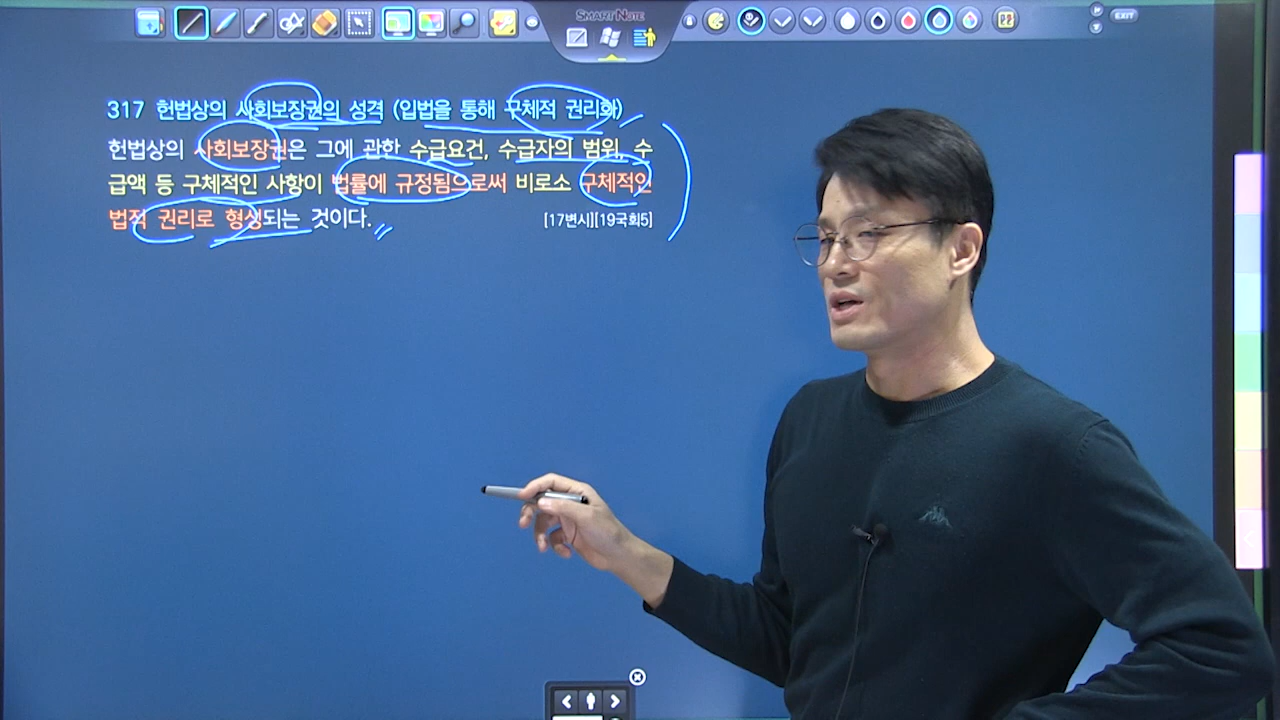 SMARTNOTE
EXIT
317 헌법상의 사회보장권의 성격 (입법을 통해 구체적 권리화)
헌법상의 사회보장권은 그에 관한 수급요건, 수급자의 범위, 수
급액 등 구체적인 사항이 법률에 규정됨으로써 비로소 구체적인
법적 권리로 형성되는 것이다.
[17변시][19국회5]